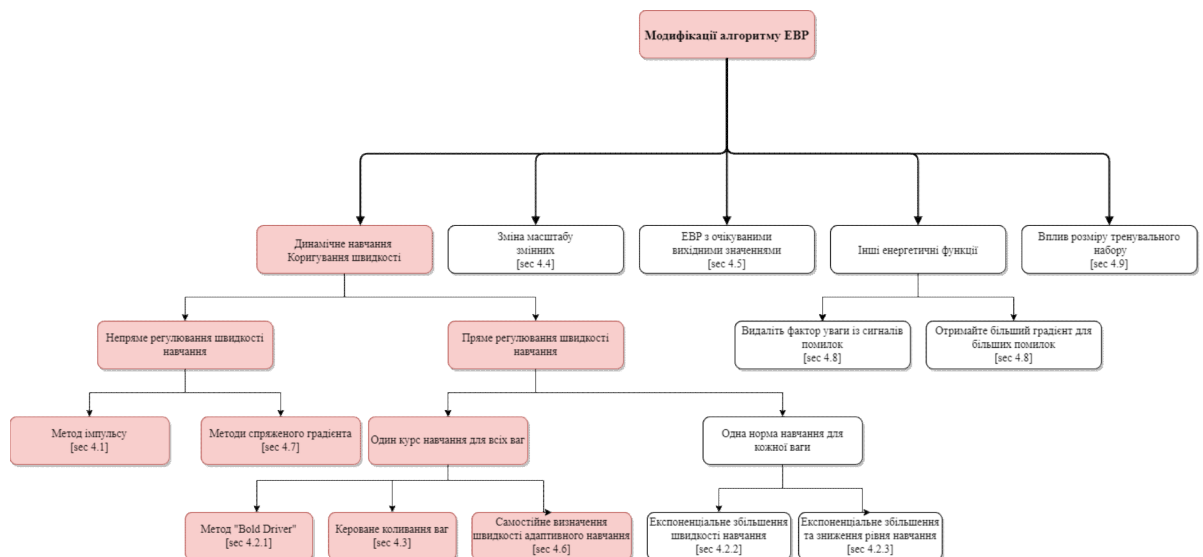 Модифікації алгоритму ЕВР
Динамічне навчання
Коригування швидкості
Зміна масштабу
змінних
[sec 4.4]
ЕВР з очікуваними
вихідними значеннями
[sec 4.5]
Інші енергетичні функції
Вплив розміру тренувального
набору
[sec 4.9]
Непряме регулювання швидкості
навчання
Пряме регулювання швидкості
навчання
Видаліть фактор уваги із сигналів
помилок
[sec 4.8]
Отримайте більший градієнт для
більших помилок
[sec 4.8]
Метод імпульсу
[sec 4.1]
Методи спряженого градієнта
[sec 4.7]
Один курс навчання для всіх ваг
Одна норма навчання для
кожної ваги
Метод "Bold Driver"
[sec 4.2.1]
Кероване коливання ваг
[sec 4.3]
Самостійне визначення
швидкості адаптивного навчання
[sec 4.6]
Експоненціальне збільшення
швидкості навчання
[sec 4.2.2]
Експоненціальне збільшення
та зниження рівня навчання
[sec 4.2.3]